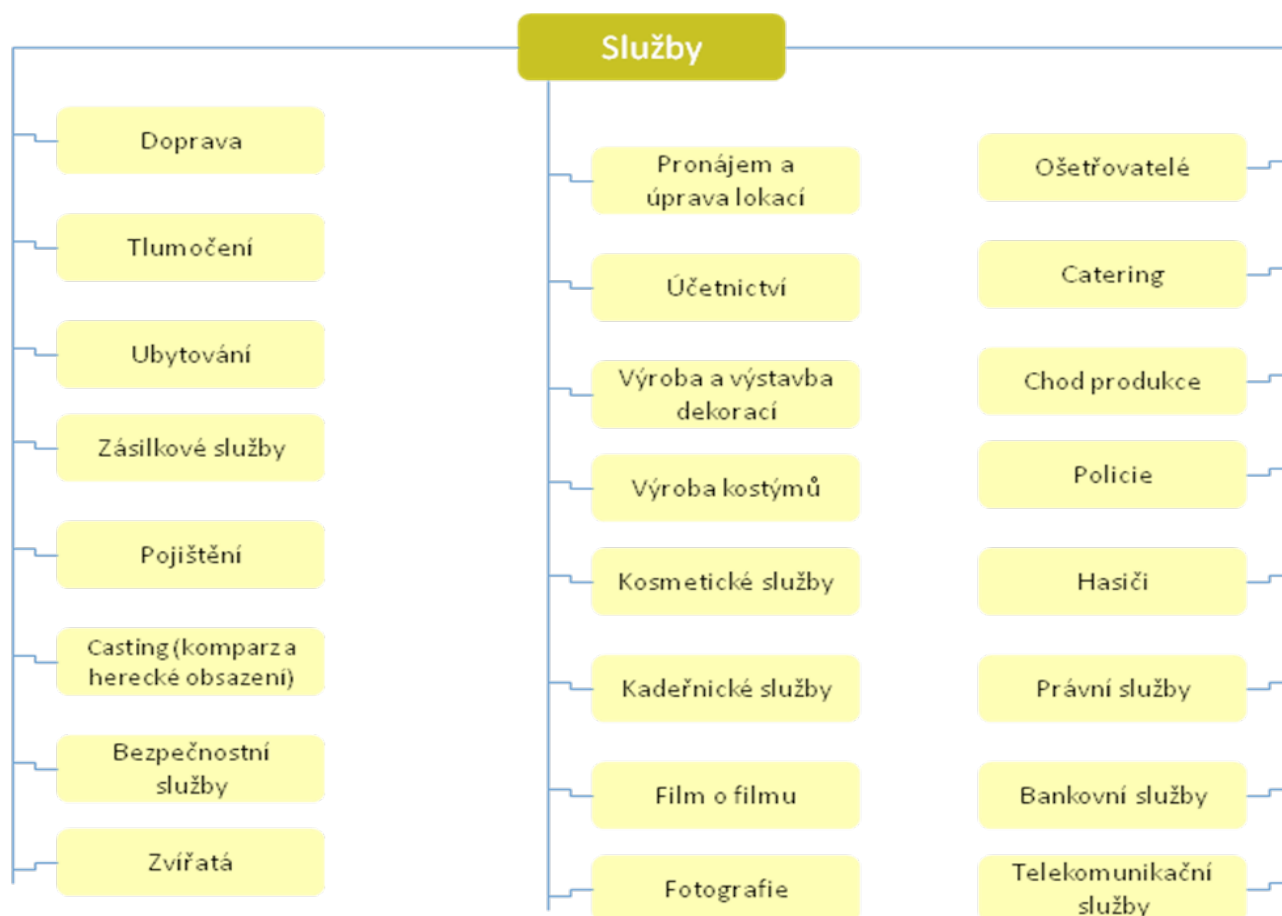 Služby
Doprava
Tlumočení
Ubytování
Zásilkové služby
Pojištění
Casting (komparz a
herecké obsazení)
Bezpečnostní
služby
Zvířatá
Pronájem a
úprava lokací
Účetnictví
Výroba a výstavba
dekorací
Výroba kostýmů
Kosmetické služby
Kadeřnické služby
Film o filmu
Fotografie
Ošetřovatelé
Catering
Chod produkce
Policie
Hasiči
Právní služby
Bankovní služby
Telekomunikační
služby